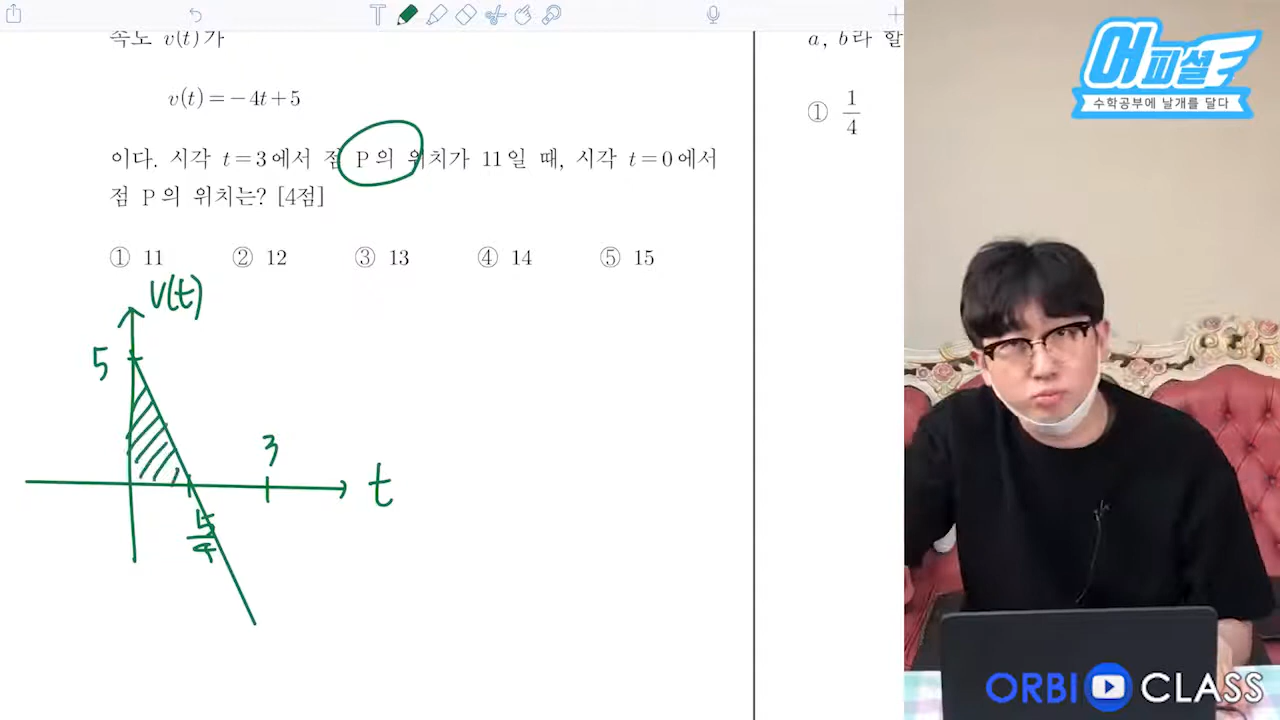 속도 v(t)가
v(t)=-4t+5
이다. 시각 t=3에서 점 P의 위치가 11일 때, 시각 t=0에서
점 P의 위치는? [4점]
① 11 ② 12 ③ 13 ④ 14 ⑤ 15
v(t)
5
3
t
5/4
a, b라 할
① 1/4
어피셜
수학공부에 날개를 달다
ORBI CLASS